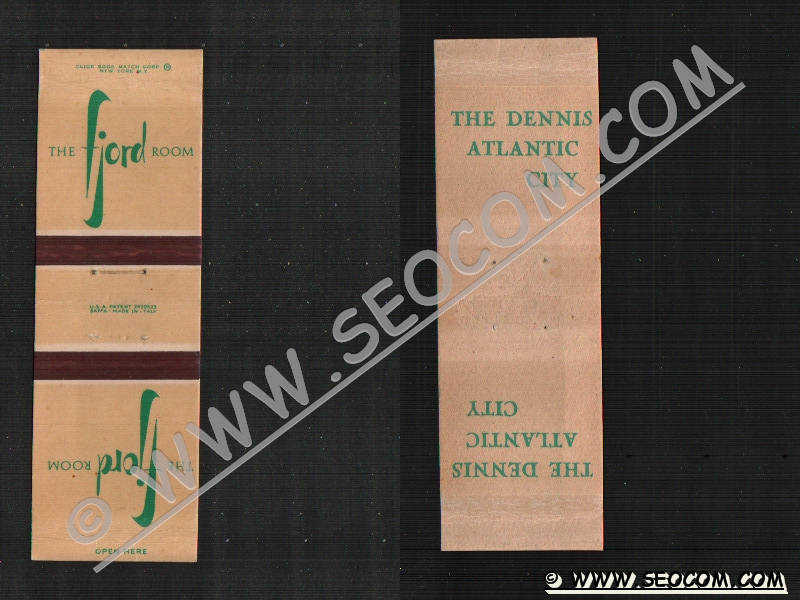 CLICK BOOK MATCH CORP ®
NEW YORK N.Y.
THE fjord ROOM
U.S.A. PATENT
SAFFA - MADE IN ITALY
THE fjord ROOM
OPEN HERE
THE DENNIS
ATLANTIC
CITY
THE DENNIS
ATLANTIC
CITY
© WWW.SEOCOM.COM
© WWW.SEOCOM.COM